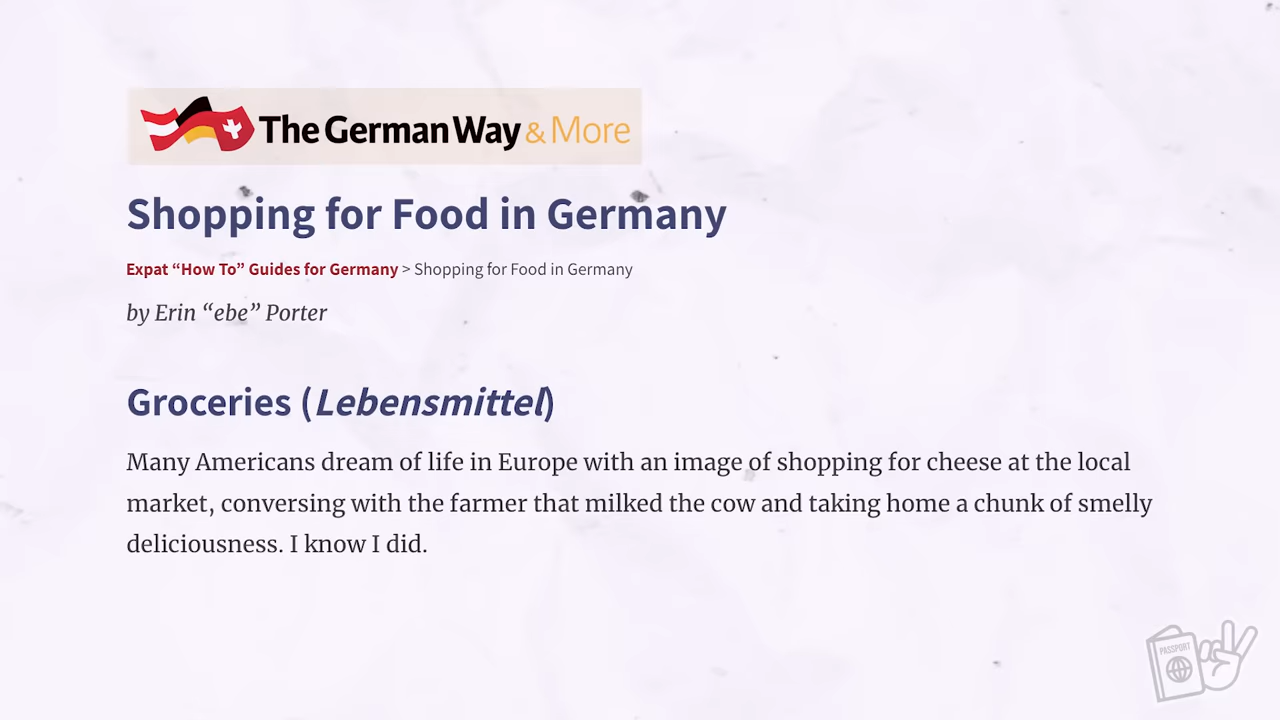 The German Way & More
Shopping for Food in Germany
Expat “How To” Guides for Germany > Shopping for Food in Germany
by Erin “ebe” Porter
Groceries (Lebensmittel)
Many Americans dream of life in Europe with an image of shopping for cheese at the local
market, conversing with the farmer that milked the cow and taking home a chunk of smelly
deliciousness. I know I did.
PASSPORT